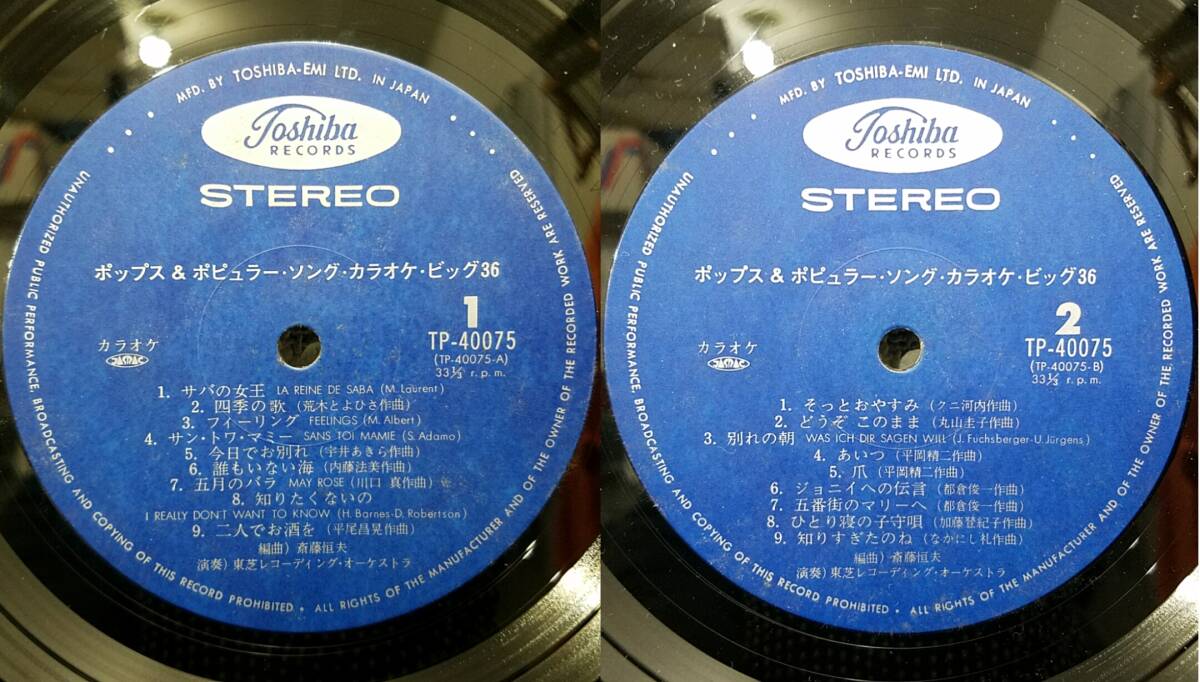 MFD. BY TOSHIBA-EMI LTD. IN JAPAN
Toshiba
RECORDS
STEREO
ポップス & ポピュラー・ソング・カラオケ・ビッグ36
1
カラオケ
JASRAC
TP-40075
(TP-40075-A)
33⅓ r.p.m.
1. サバの女王 LA REINE DE SABA (M. Laurent)
2. 四季の歌 (荒木とよひさ作曲)
3. フィーリング FEELINGS (M. Albert)
4. サン・トワ・マミー SANS TOI MAMIE (S. Adamo)
5. 今日でお別れ (宇井あきら作曲)
6. 誰もいない海 (内藤法美作曲)
7. 五月のバラ MAY ROSE (川口 真作曲)
8. 知りたくないの
I REALLY DON'T WANT TO KNOW (H. Barnes-D. Robertson)
9. 二人でお酒を (平尾昌晃作曲)
編曲) 斎藤恒夫
演奏) 東芝レコーディング・オーケストラ
UNAUTHORIZED PUBLIC PERFORMANCE, BROADCASTING AND COPYING OF THIS RECORD PROHIBITED • ALL RIGHTS OF THE MANUFACTURER AND OF THE OWNER OF THE RECORDED WORK ARE RESERVED
MFD. BY TOSHIBA-EMI LTD. IN JAPAN
Toshiba
RECORDS
STEREO
ポップス & ポピュラー・ソング・カラオケ・ビッグ36
2
カラオケ
JASRAC
TP-40075
(TP-40075-B)
33⅓ r.p.m.
1. そっとおやすみ (クニ河内作曲)
2. どうぞ このまま (丸山圭子作曲)
3. 別れの朝 WAS ICH DIR SAGEN WILL (J. Fuchsberger-U. Jürgens)
4. あいつ (平岡精二作曲)
5. 爪 (平岡精二作曲)
6. ジョニイへの伝言 (都倉俊一作曲)
7. 五番街のマリーへ (都倉俊一作曲)
8. ひとり寝の子守唄 (加藤登紀子作曲)
9. 知りすぎたのね (なかにし礼作曲)
編曲) 斎藤恒夫
演奏) 東芝レコーディング・オーケストラ
UNAUTHORIZED PUBLIC PERFORMANCE, BROADCASTING AND COPYING OF THIS RECORD PROHIBITED • ALL RIGHTS OF THE MANUFACTURER AND OF THE OWNER OF THE RECORDED WORK ARE RESERVED